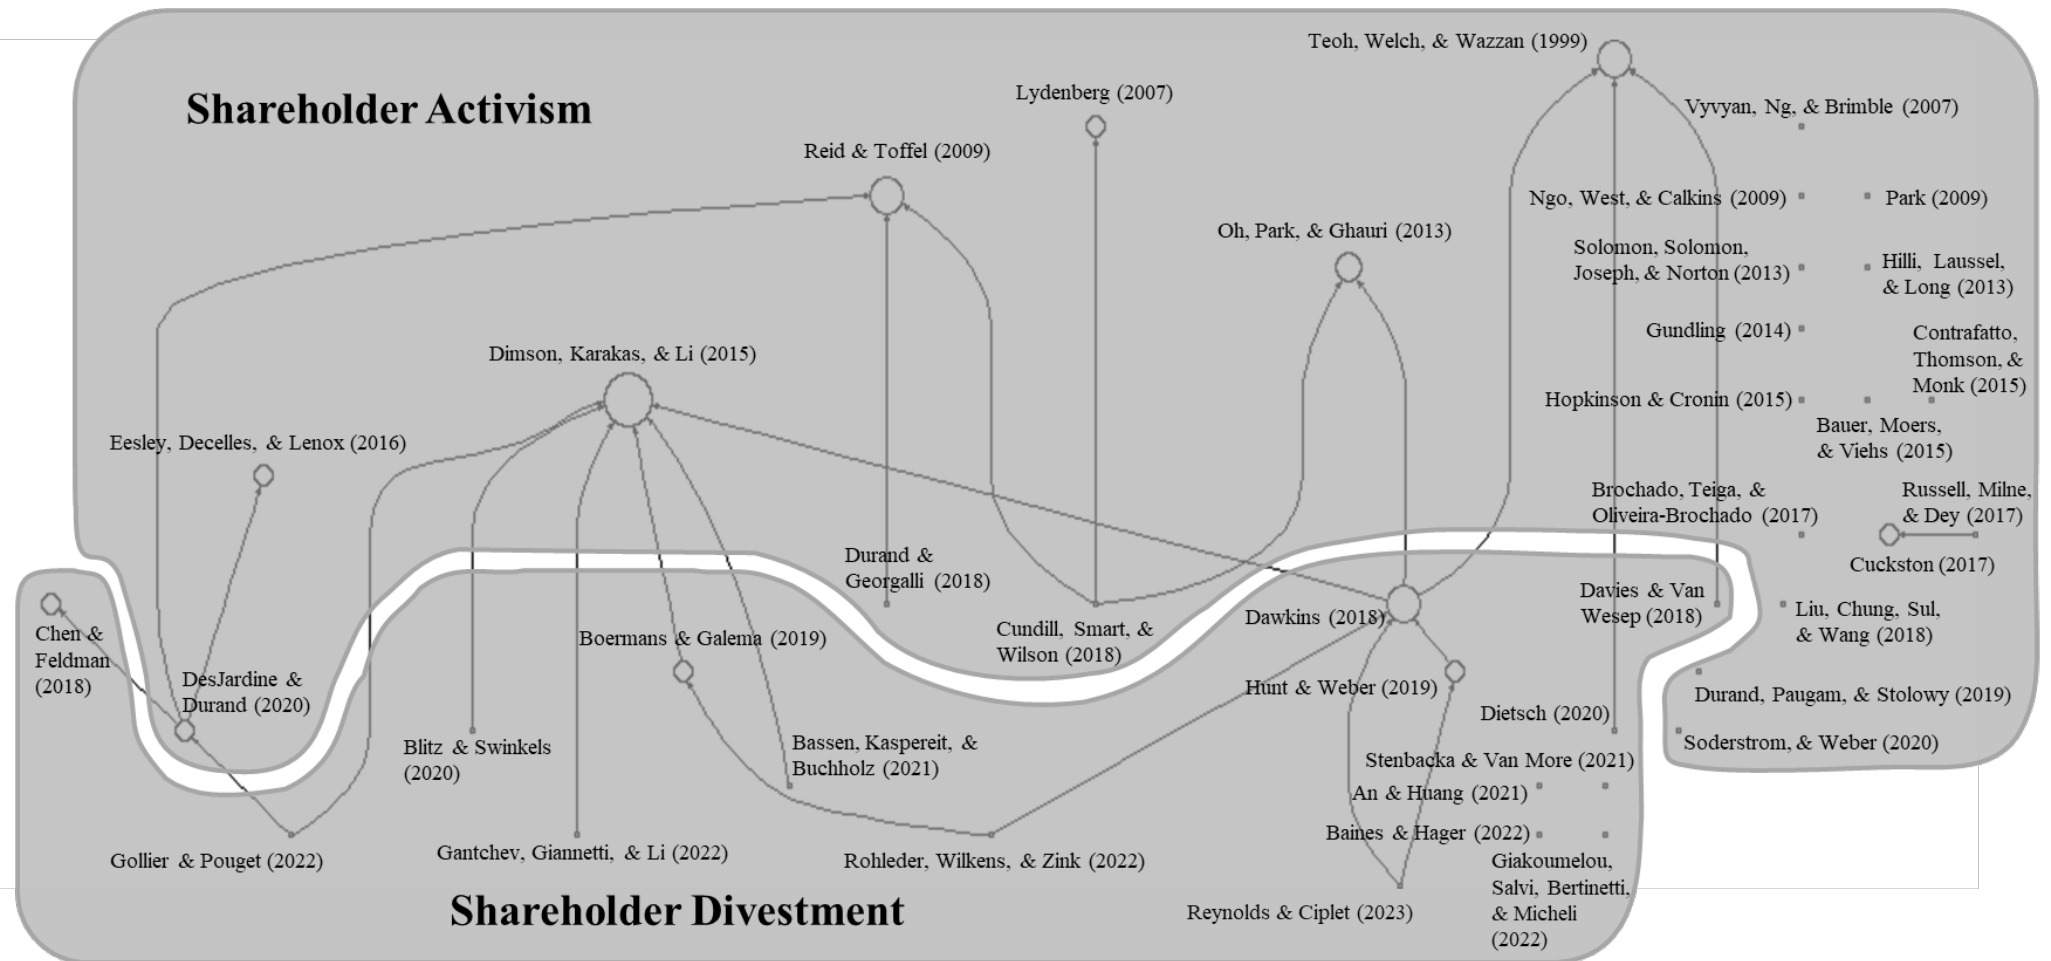 Teoh, Welch, & Wazzan (1999)
Shareholder Activism
Lydenberg (2007)
Vyvyan, Ng, & Brimble (2007)
Reid & Toffel (2009)
Ngo, West, & Calkins (2009)
Park (2009)
Oh, Park, & Ghauri (2013)
Solomon, Solomon,
Joseph, & Norton (2013)
Hilli, Laussel,
& Long (2013)
Gundling (2014)
Contrafatto,
Thomson, &
Monk (2015)
Dimson, Karakas, & Li (2015)
Hopkinson & Cronin (2015)
Bauer, Moers,
& Viehs (2015)
Eesley, Decelles, & Lenox (2016)
Brochado, Teiga, &
Oliveira-Brochado (2017)
Russell, Milne,
& Dey (2017)
Cuckston (2017)
Durand &
Georgalli (2018)
Cundill, Smart, &
Wilson (2018)
Dawkins (2018)
Davies & Van
Wesep (2018)
Liu, Chung, Sul,
& Wang (2018)
Chen &
Feldman
(2018)
Boermans & Galema (2019)
Hunt & Weber (2019)
Durand, Paugam, & Stolowy (2019)
DesJardine &
Durand (2020)
Dietsch (2020)
Soderstrom, & Weber (2020)
Blitz & Swinkels
(2020)
Bassen, Kaspereit, &
Buchholz (2021)
Stenbacka & Van More (2021)
An & Huang (2021)
Baines & Hager (2022)
Gollier & Pouget (2022)
Gantchev, Giannetti, & Li (2022)
Rohleder, Wilkens, & Zink (2022)
Giakoumelou,
Salvi, Bertinetti,
& Micheli
(2022)
Shareholder Divestment
Reynolds & Ciplet (2023)